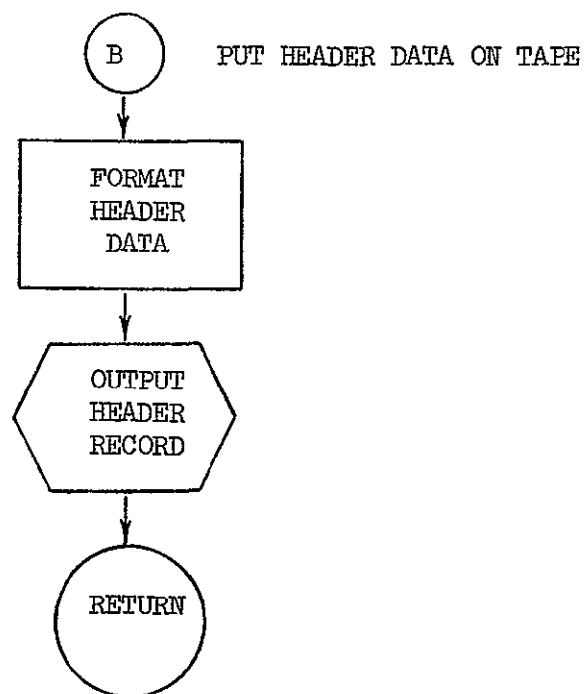 B PUT HEADER DATA ON TAPE
FORMAT
HEADER
DATA
OUTPUT
HEADER
RECORD
RETURN